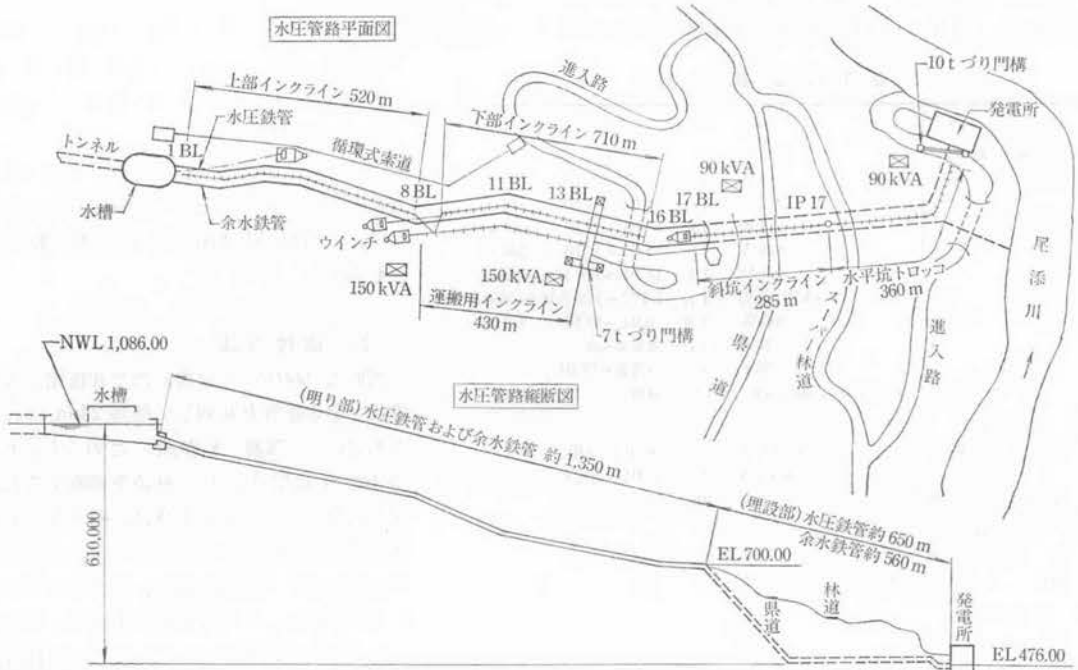 水圧管路平面図
上部インクライン 520 m
水圧鉄管
トンネル
1 BL
循環式索道
水槽
余水鉄管
8 BL
ウインチ
150 kVA
進入路
下部インクライン 710 m
11 BL
13 BL
150 kVA
運搬用インクライン
430 m
7 t づり門構
90 kVA
17 BL
16 BL
IP 17
斜坑インクライン
285 m
水平坑トロッコ
360 m
10 t づり門構
発電所
90 kVA
県道
林道
進入路
尾添川
水圧管路縦断図
NWL 1,086.00
水槽
(明り部)水圧鉄管および余水鉄管 約 1,350 m
(埋設部)水圧鉄管約 650 m
余水鉄管約 560 m
610,000
EL 700.00
県道
林道
発電所
EL 476.00